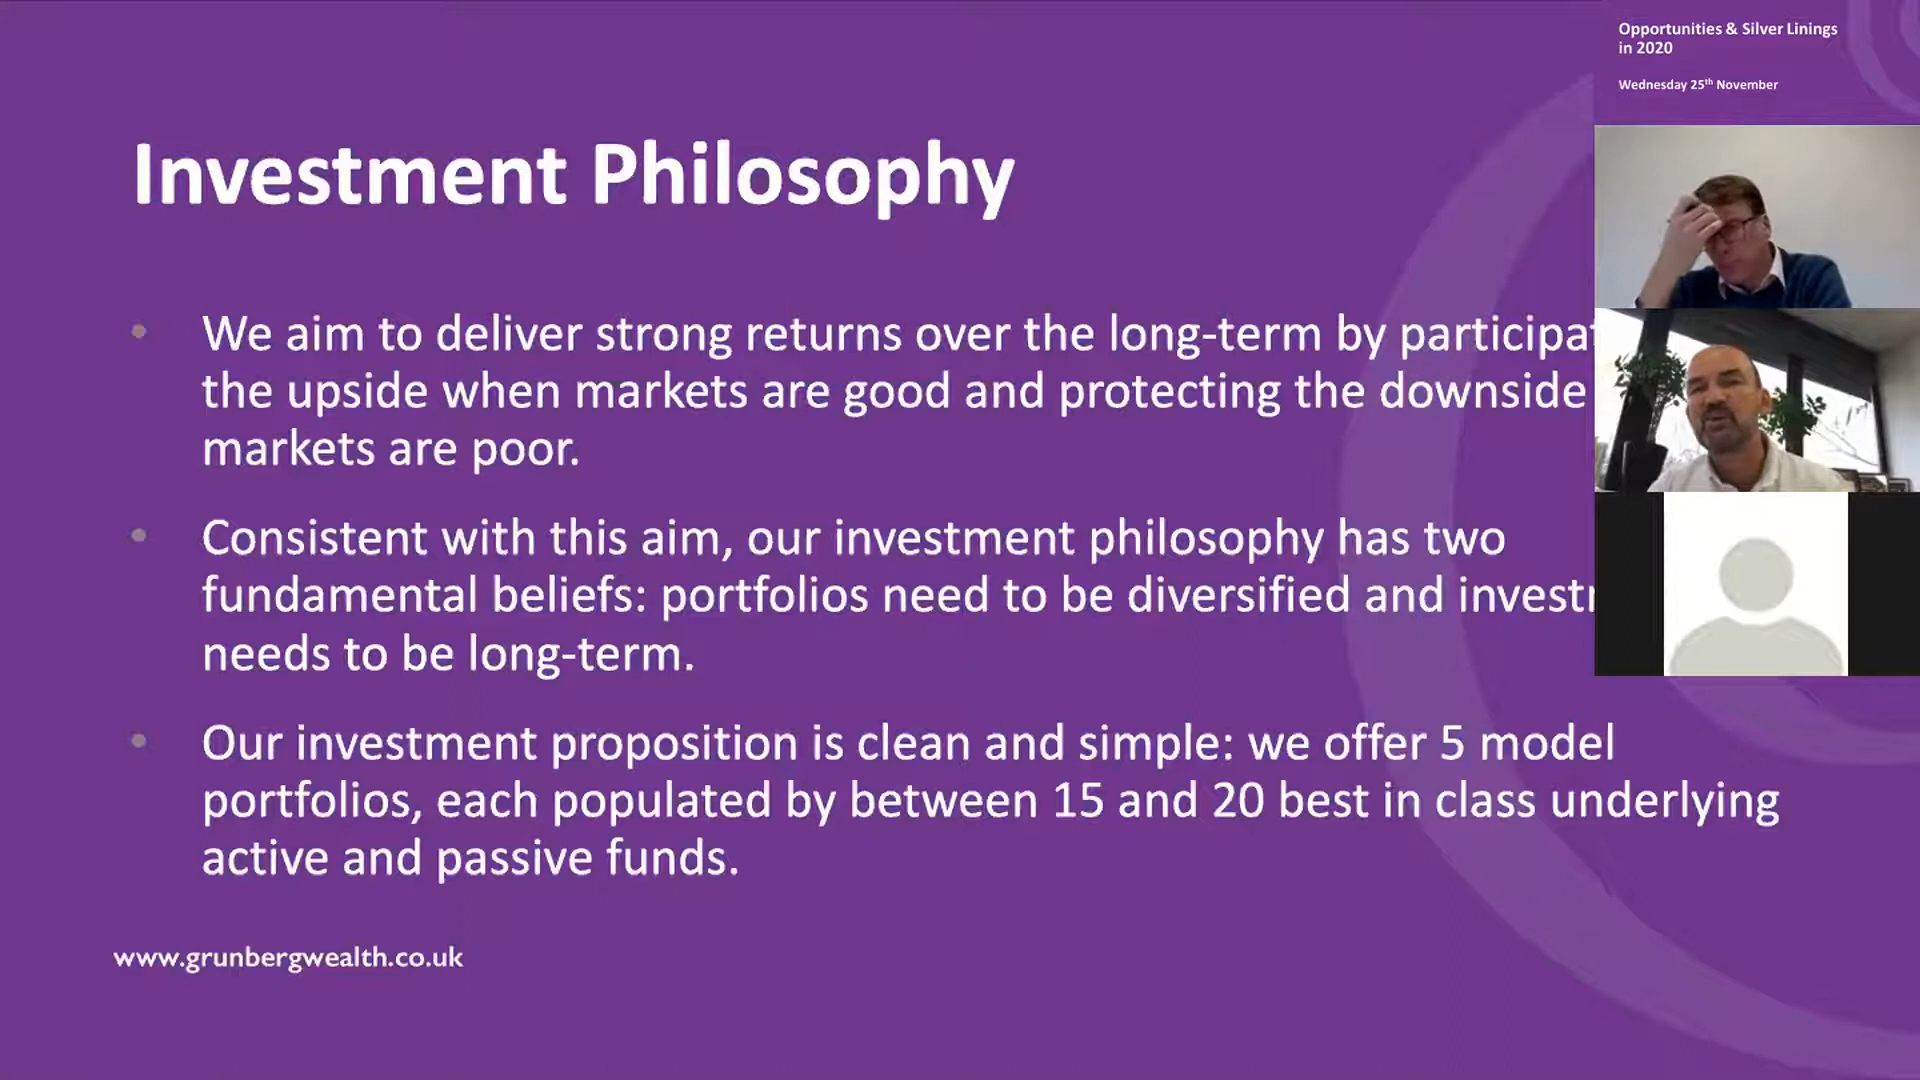 Opportunities & Silver Linings
in 2020
Wednesday 25th November
Investment Philosophy
• We aim to deliver strong returns over the long-term by
the upside when markets are good and protecting the downside
markets are poor.
• Consistent with this aim, our investment philosophy has two
fundamental beliefs: portfolios need to be diversified and
needs to be long-term.
• Our investment proposition is clean and simple: we offer 5 model
portfolios, each populated by between 15 and 20 best in class underlying
active and passive funds.
www.grunbergwealth.co.uk